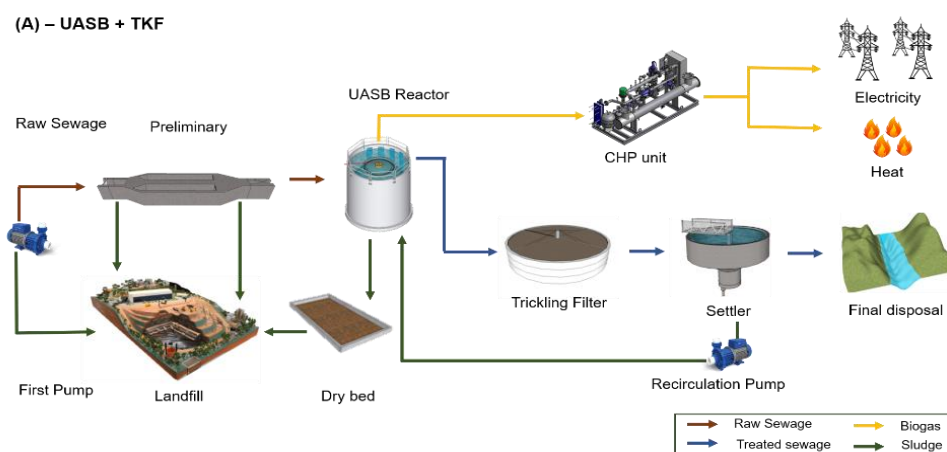 (A) – UASB + TKF
UASB Reactor
Raw Sewage
Preliminary
CHP unit
Electricity
Heat
Trickling Filter
Settler
Final disposal
First Pump
Landfill
Dry bed
Recirculation Pump
Raw Sewage
Biogas
Treated sewage
Sludge